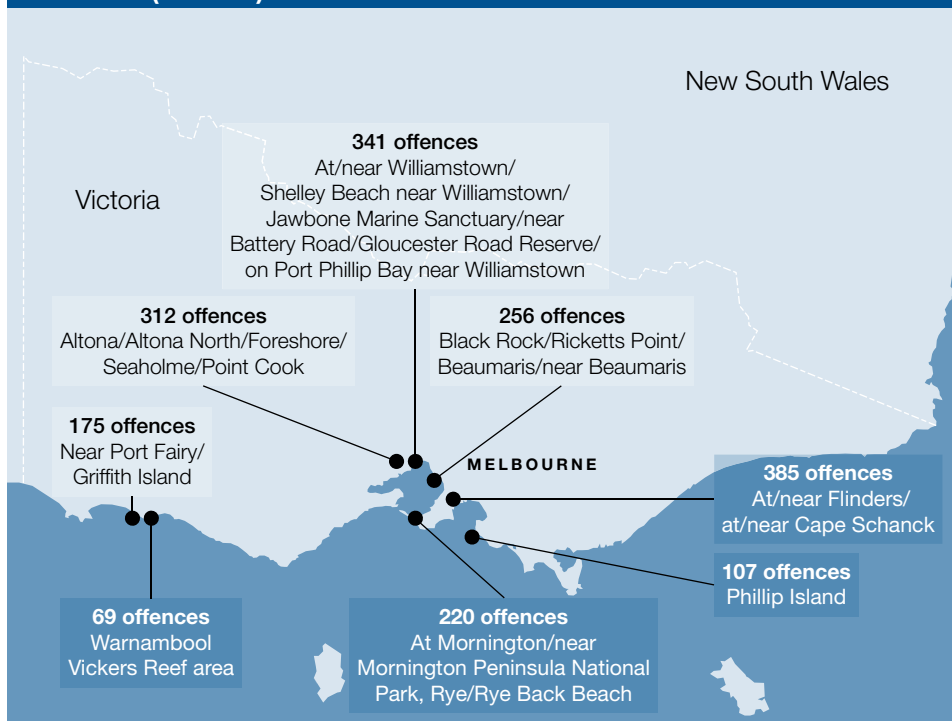 New South Wales
Victoria
341 offences
At/near Williamstown/
Shelley Beach near Williamstown/
Jawbone Marine Sanctuary/near
Battery Road/Gloucester Road Reserve/
on Port Phillip Bay near Williamstown
312 offences
Altona/Altona North/Foreshore/
Seaholme/Point Cook
256 offences
Black Rock/Ricketts Point/
Beaumaris/near Beaumaris
175 offences
Near Port Fairy/
Griffith Island
MELBOURNE
385 offences
At/near Flinders/
at/near Cape Schanck
107 offences
Phillip Island
69 offences
Warnambool
Vickers Reef area
220 offences
At Mornington/near
Mornington Peninsula National
Park, Rye/Rye Back Beach